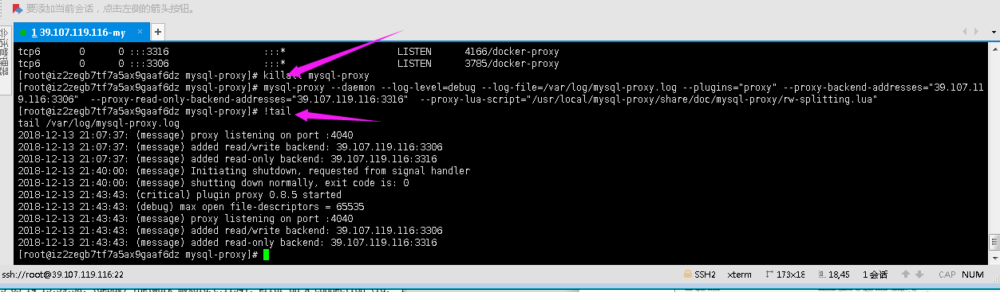 要添加当前会话，点击左侧的箭头按钮。
会话管理器
1 39.107.119.116-my × +
tcp6 0 0 :::3316 :::* LISTEN 4166/docker-proxy
tcp6 0 0 :::3306 :::* LISTEN 3785/docker-proxy
[root@iz2zegb7tf7a5ax9gaaf6dz mysql-proxy]# killall mysql-proxy
[root@iz2zegb7tf7a5ax9gaaf6dz mysql-proxy]# mysql-proxy --daemon --log-level=debug --log-file=/var/log/mysql-proxy.log --plugins="proxy" --proxy-backend-addresses="39.107.11
9.116:3306" --proxy-read-only-backend-addresses="39.107.119.116:3316" --proxy-lua-script="/usr/local/mysql-proxy/share/doc/mysql-proxy/rw-splitting.lua"
[root@iz2zegb7tf7a5ax9gaaf6dz mysql-proxy]# !tail
tail /var/log/mysql-proxy.log
2018-12-13 21:07:37: (message) proxy listening on port :4040
2018-12-13 21:07:37: (message) added read/write backend: 39.107.119.116:3306
2018-12-13 21:07:37: (message) added read-only backend: 39.107.119.116:3316
2018-12-13 21:40:00: (message) Initiating shutdown, requested from signal handler
2018-12-13 21:40:00: (message) shutting down normally, exit code is: 0
2018-12-13 21:43:43: (critical) plugin proxy 0.8.5 started
2018-12-13 21:43:43: (debug) max open file-descriptors = 65535
2018-12-13 21:43:43: (message) proxy listening on port :4040
2018-12-13 21:43:43: (message) added read/write backend: 39.107.119.116:3306
2018-12-13 21:43:43: (message) added read-only backend: 39.107.119.116:3316
[root@iz2zegb7tf7a5ax9gaaf6dz mysql-proxy]#
ssh://root@39.107.119.116:22 SSH2 xterm 173x18 18,45 1 会话 CAP NUM